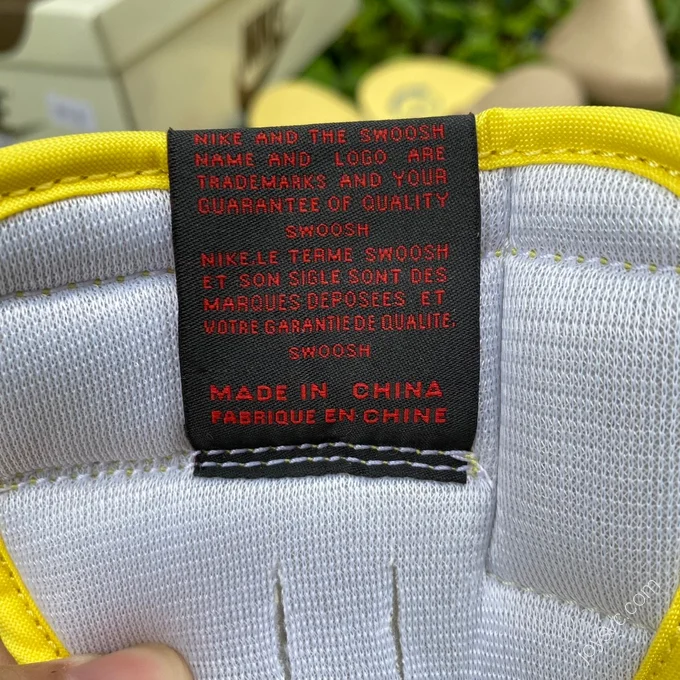 NIKE
NIKE AND THE SWOOSH
NAME AND LOGO ARE
TRADEMARKS AND YOUR
GUARANTEE OF QUALITY
SWOOSH
NIKE,LE TERME SWOOSH
ET SON SIGLE SONT DES
MARQUES DEPOSEES ET
VOTRE GARANTIE DE QUALITE,
SWOOSH
MADE IN CHINA
FABRIQUE EN CHINE